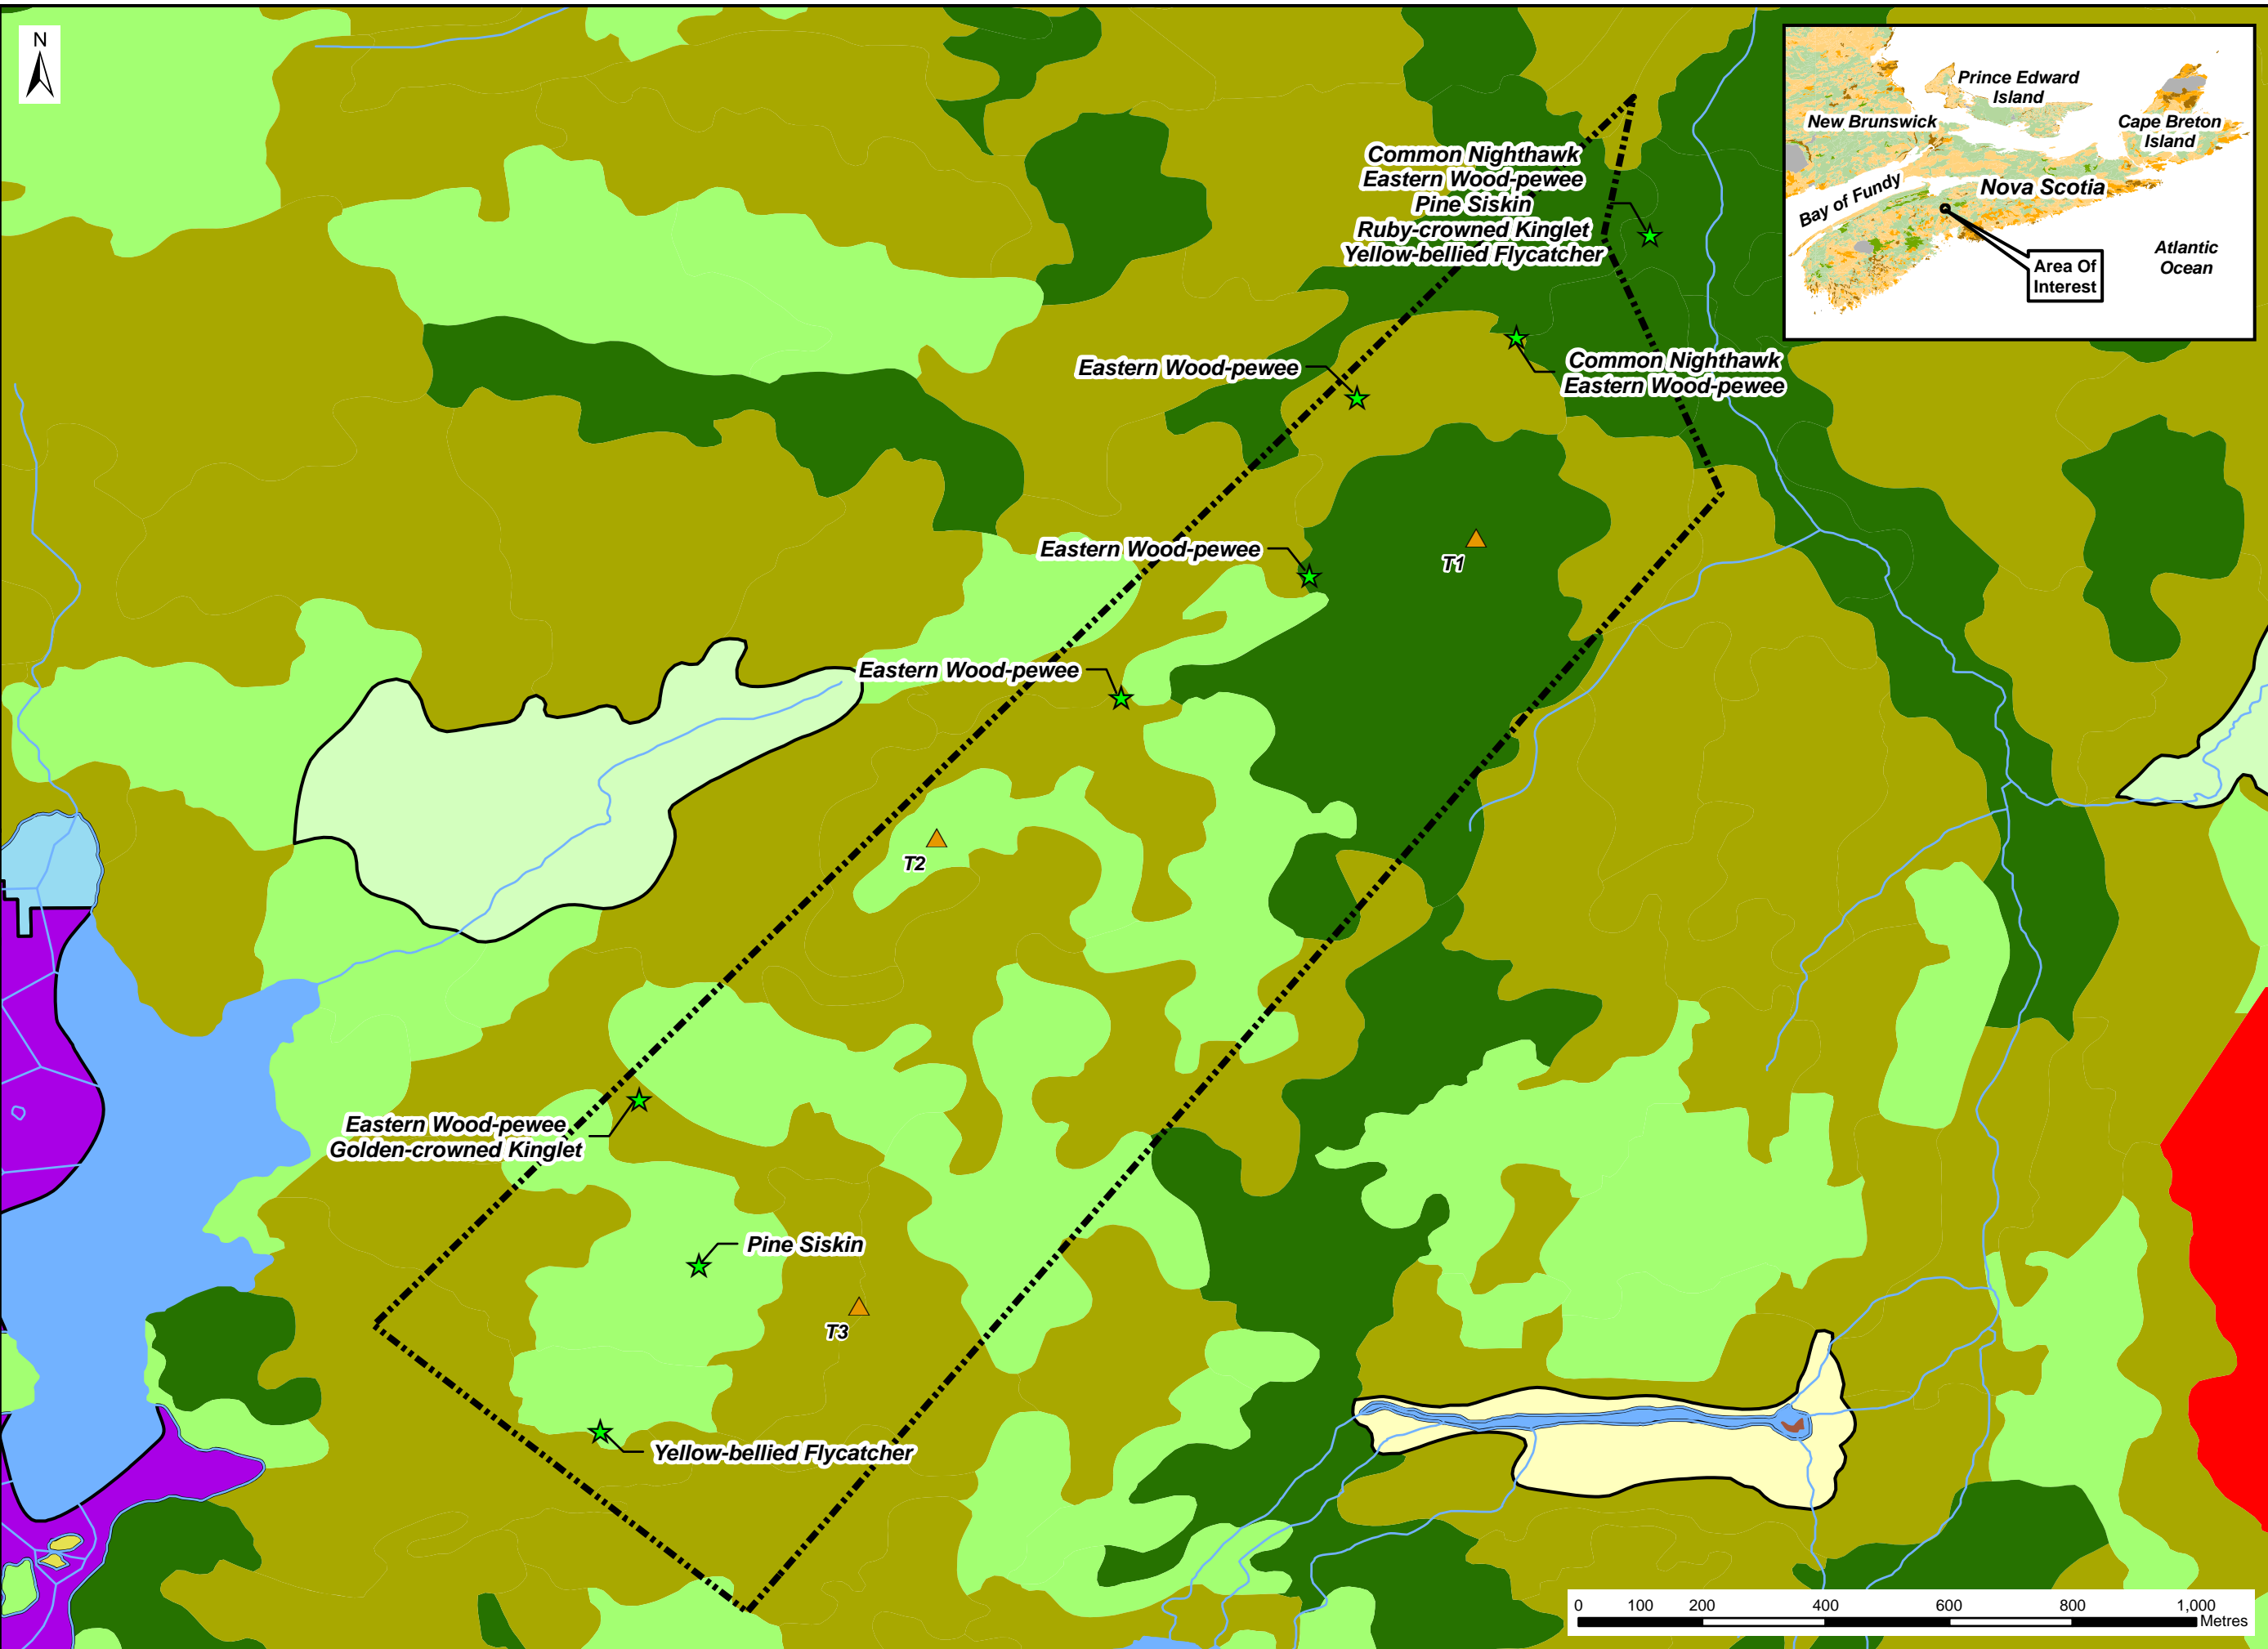 N
Prince Edward
Island
New Brunswick
Cape Breton
Island
Bay of Fundy
Nova Scotia
Atlantic
Ocean
Area Of
Interest
Common Nighthawk
Eastern Wood-pewee
Pine Siskin
Ruby-crowned Kinglet
Yellow-bellied Flycatcher
Common Nighthawk
Eastern Wood-pewee
Eastern Wood-pewee
Eastern Wood-pewee
T1
Eastern Wood-pewee
T2
Eastern Wood-pewee
Golden-crowned Kinglet
Pine Siskin
T3
Yellow-bellied Flycatcher
0 100 200 400 600 800 1,000
Metres